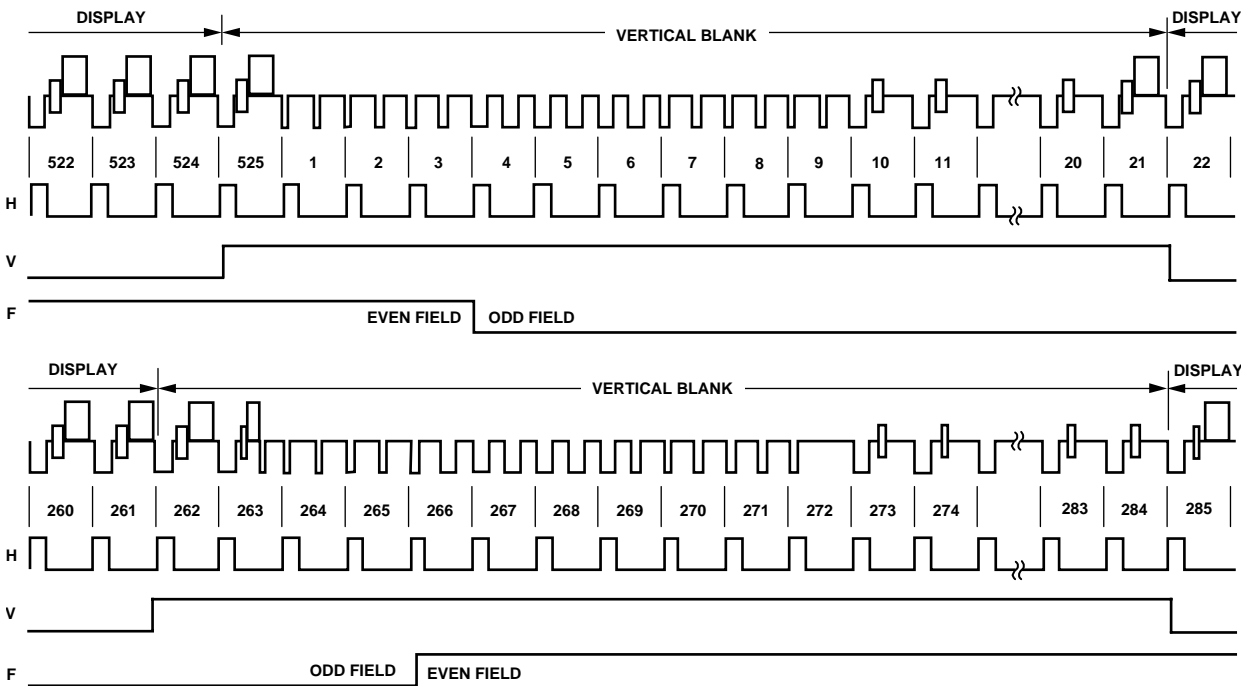 DISPLAY DISPLAY
VERTICAL BLANK
522 523 524 525 1 2 3 4 5 6 7 8 9 10 11 20 21 22
H
V
F
EVEN FIELD ODD FIELD
DISPLAY DISPLAY
VERTICAL BLANK
260 261 262 263 264 265 266 267 268 269 270 271 272 273 274 283 284 285
H
V
ODD FIELD EVEN FIELD
F